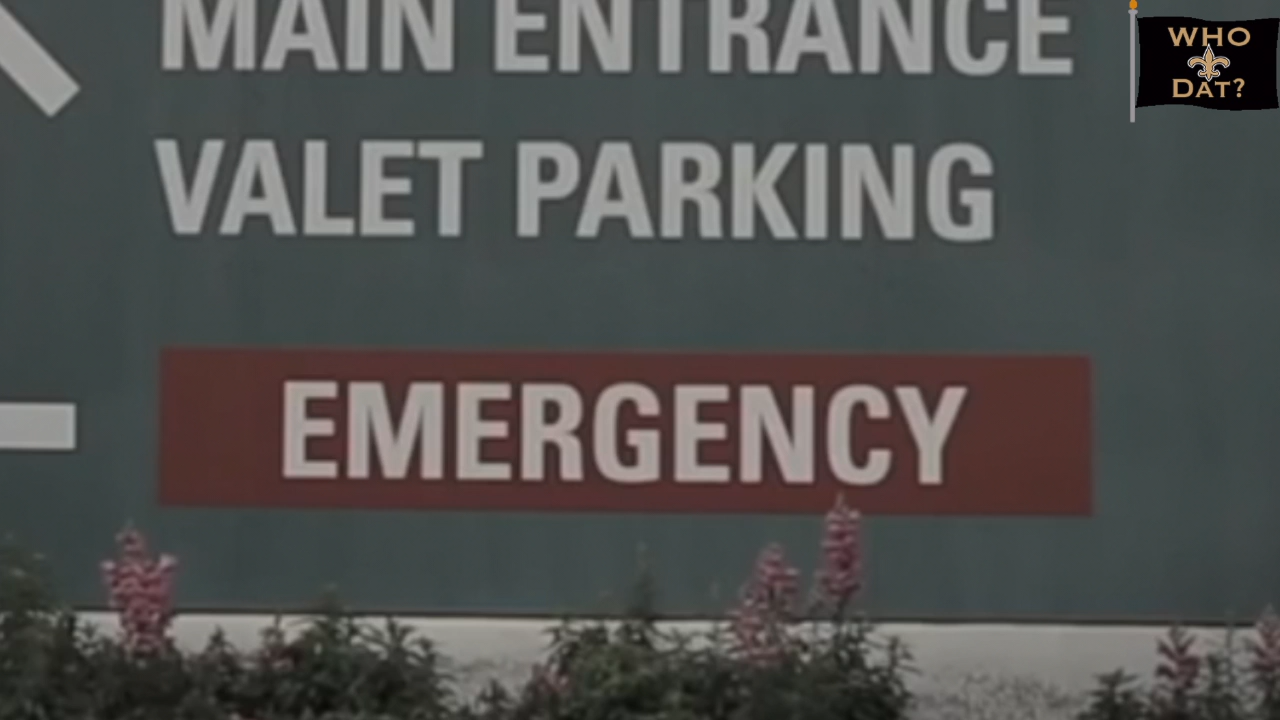 MAIN ENTRANCE
VALET PARKING
EMERGENCY
WHO
DAT?